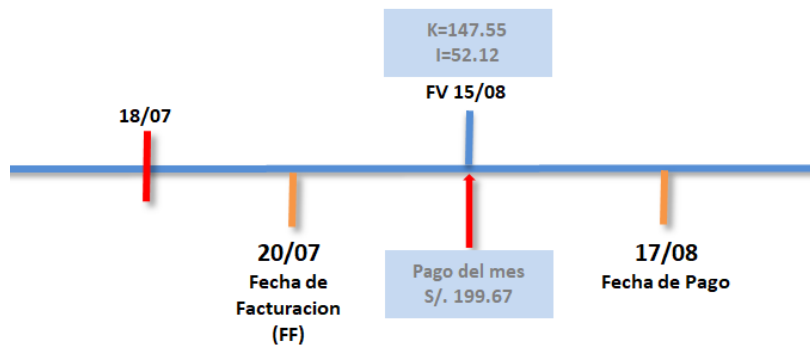 K=147.55
I=52.12
FV 15/08
18/07
20/07
Fecha de
Facturacion
(FF)
Pago del mes
S/. 199.67
17/08
Fecha de Pago